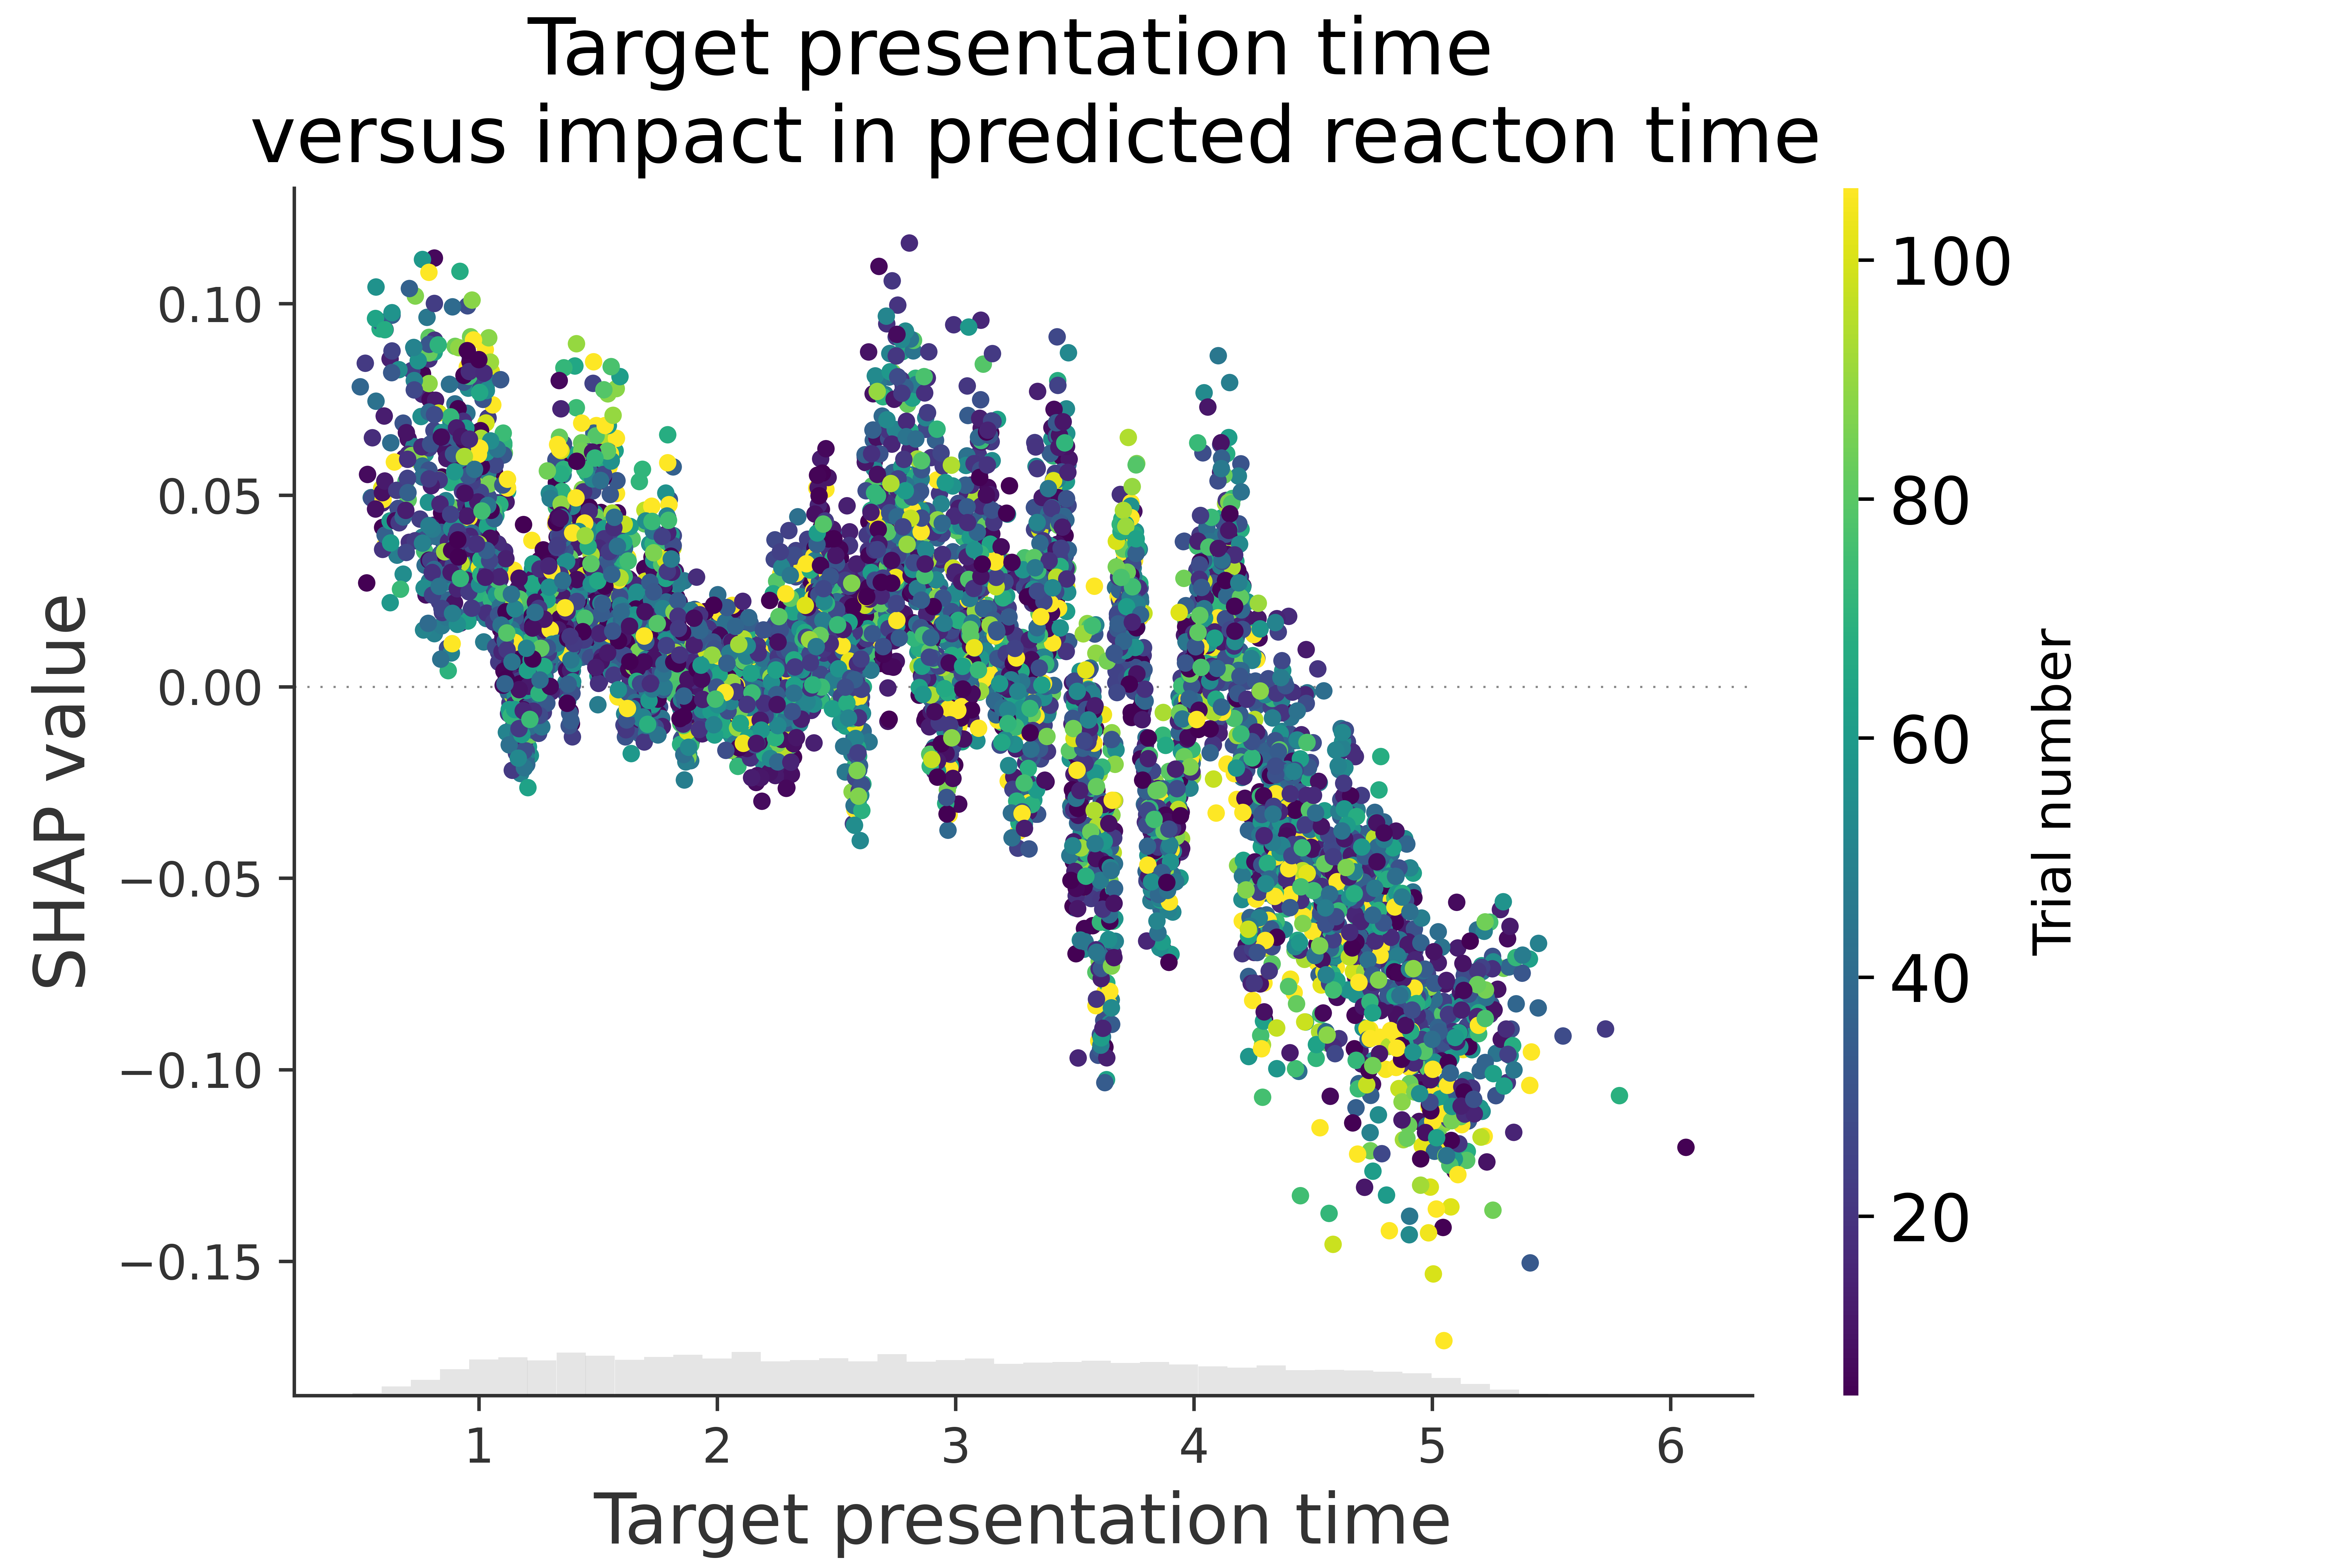 Target presentation time
versus impact in predicted reacton time
SHAP value
0.10
0.05
0.00
−0.05
−0.10
−0.15
1 2 3 4 5 6
Target presentation time
100
80
60
40
20
Trial number